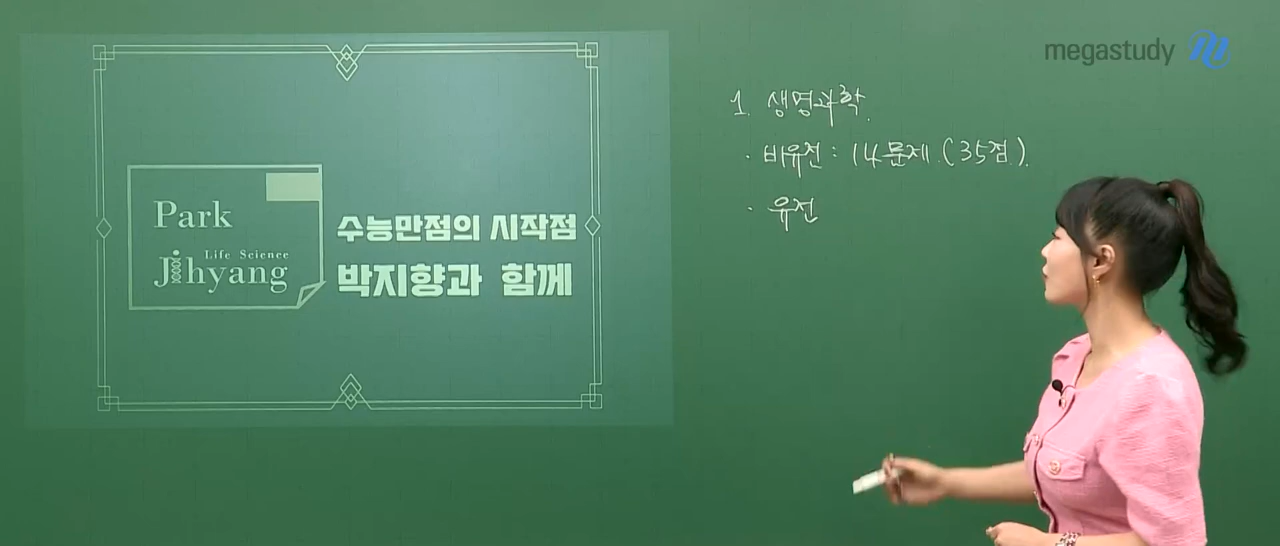 megastudy
Park
Life Science
Jihyang
수능만점의 시작점
박지향과 함께
1. 생명과학.
· 비유전 : 14문제. (35점).
· 유전